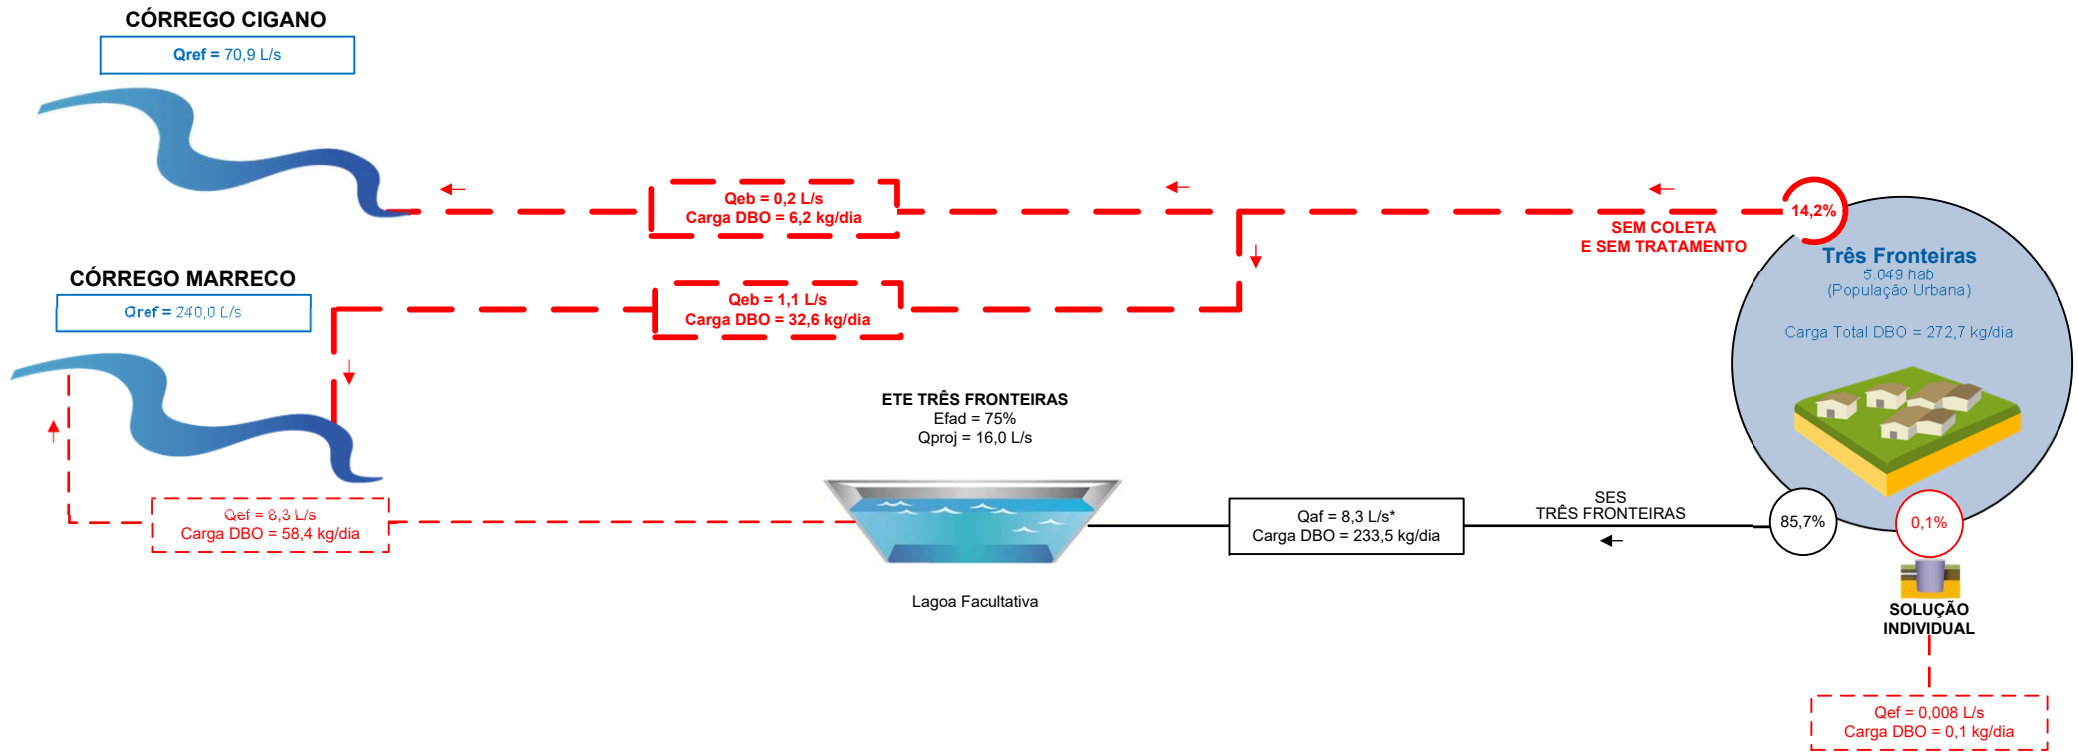 CÓRREGO CIGANO
Qref = 70,9 L/s
Qeb = 0,2 L/s
Carga DBO = 6,2 kg/dia
14,2%
SEM COLETA
E SEM TRATAMENTO
CÓRREGO MARRECO
Qref = 240,0 L/s
Qeb = 1,1 L/s
Carga DBO = 32,6 kg/dia
Três Fronteiras
5.049 hab
(População Urbana)
Carga Total DBO = 272,7 kg/dia
ETE TRÊS FRONTEIRAS
Efad = 75%
Qproj = 16,0 L/s
Qef = 8,3 L/s
Carga DBO = 58,4 kg/dia
Qaf = 8,3 L/s*
Carga DBO = 233,5 kg/dia
SES
TRÊS FRONTEIRAS
85,7%
0,1%
Lagoa Facultativa
SOLUÇÃO
INDIVIDUAL
Qef = 0,008 L/s
Carga DBO = 0,1 kg/dia